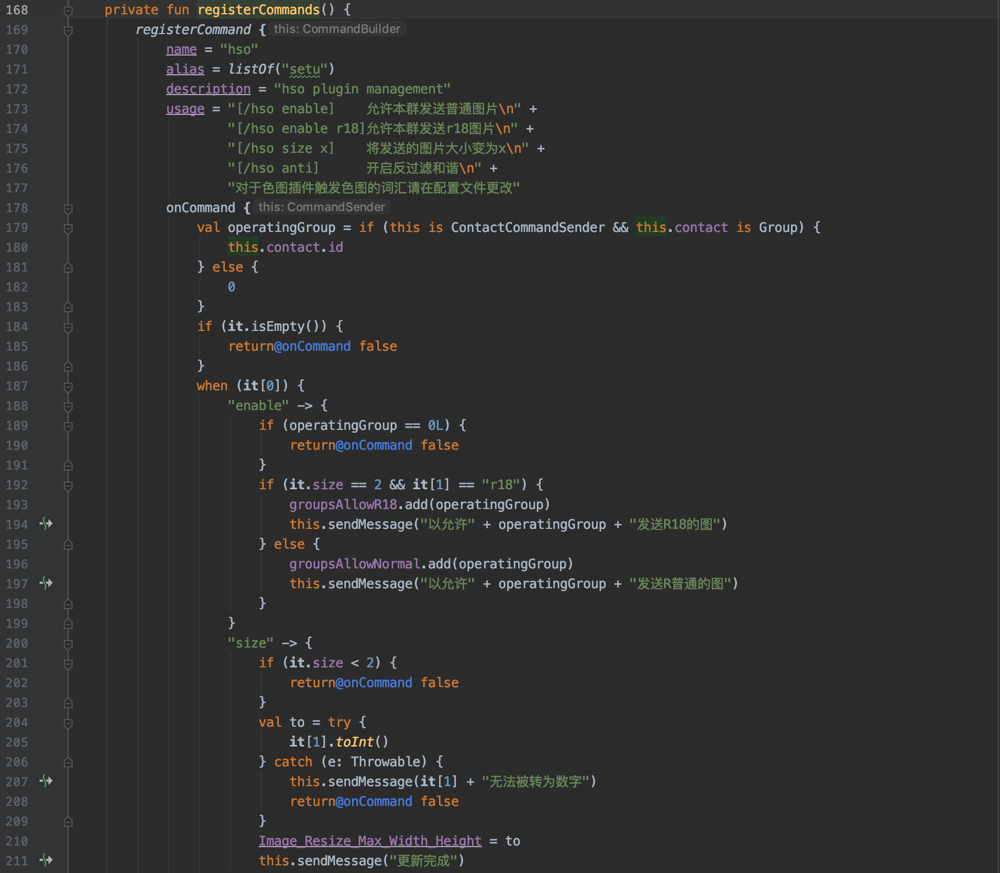 168 private fun registerCommands() {
169 registerCommand { this: CommandBuilder
170 name = "hso"
171 alias = listOf("setu")
172 description = "hso plugin management"
173 usage = "[/hso enable]    允许本群发送普通图片\n" +
174 "[/hso enable r18]允许本群发送r18图片\n" +
175 "[/hso size x]    将发送的图片大小变为x\n" +
176 "[/hso anti]      开启反过滤和谐\n" +
177 "对于色图插件触发色图的词汇请在配置文件更改"
178 onCommand { this: CommandSender
179 val operatingGroup = if (this is ContactCommandSender && this.contact is Group) {
180 this.contact.id
181 } else {
182 0
183 }
184 if (it.isEmpty()) {
185 return@onCommand false
186 }
187 when (it[0]) {
188 "enable" -> {
189 if (operatingGroup == 0L) {
190 return@onCommand false
191 }
192 if (it.size == 2 && it[1] == "r18") {
193 groupsAllowR18.add(operatingGroup)
194 this.sendMessage("以允许" + operatingGroup + "发送R18的图")
195 } else {
196 groupsAllowNormal.add(operatingGroup)
197 this.sendMessage("以允许" + operatingGroup + "发送R普通的图")
198 }
199 }
200 "size" -> {
201 if (it.size < 2) {
202 return@onCommand false
203 }
204 val to = try {
205 it[1].toInt()
206 } catch (e: Throwable) {
207 this.sendMessage(it[1] + "无法被转为数字")
208 return@onCommand false
209 }
210 Image_Resize_Max_Width_Height = to
211 this.sendMessage("更新完成")